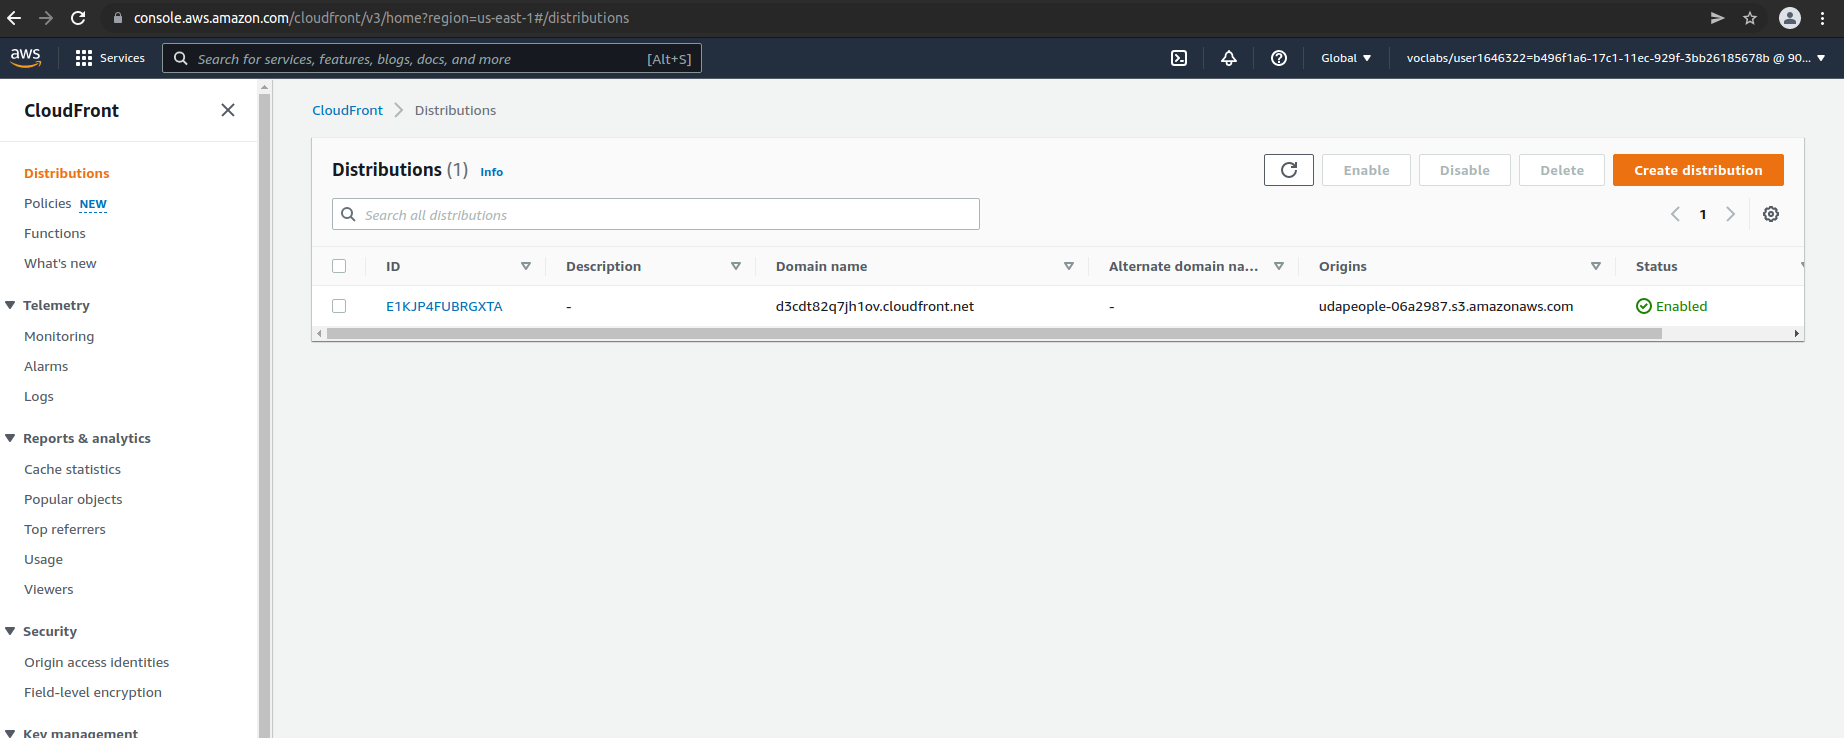 console.aws.amazon.com/cloudfront/v3/home?region=us-east-1#/distributions
aws Services Search for services, features, blogs, docs, and more [Alt+S] Global voclabs/user1646322=b496f1a6-17c1-11ec-929f-3bb26185678b @ 90...
CloudFront
Distributions
Policies NEW
Functions
What's new
Telemetry
Monitoring
Alarms
Logs
Reports & analytics
Cache statistics
Popular objects
Top referrers
Usage
Viewers
Security
Origin access identities
Field-level encryption
Key management
CloudFront Distributions
Distributions (1) Info
Enable Disable Delete Create distribution
Search all distributions
1
ID Description Domain name Alternate domain na... Origins Status
E1KJP4FUBRGXTA - d3cdt82q7jh1ov.cloudfront.net - udapeople-06a2987.s3.amazonaws.com Enabled